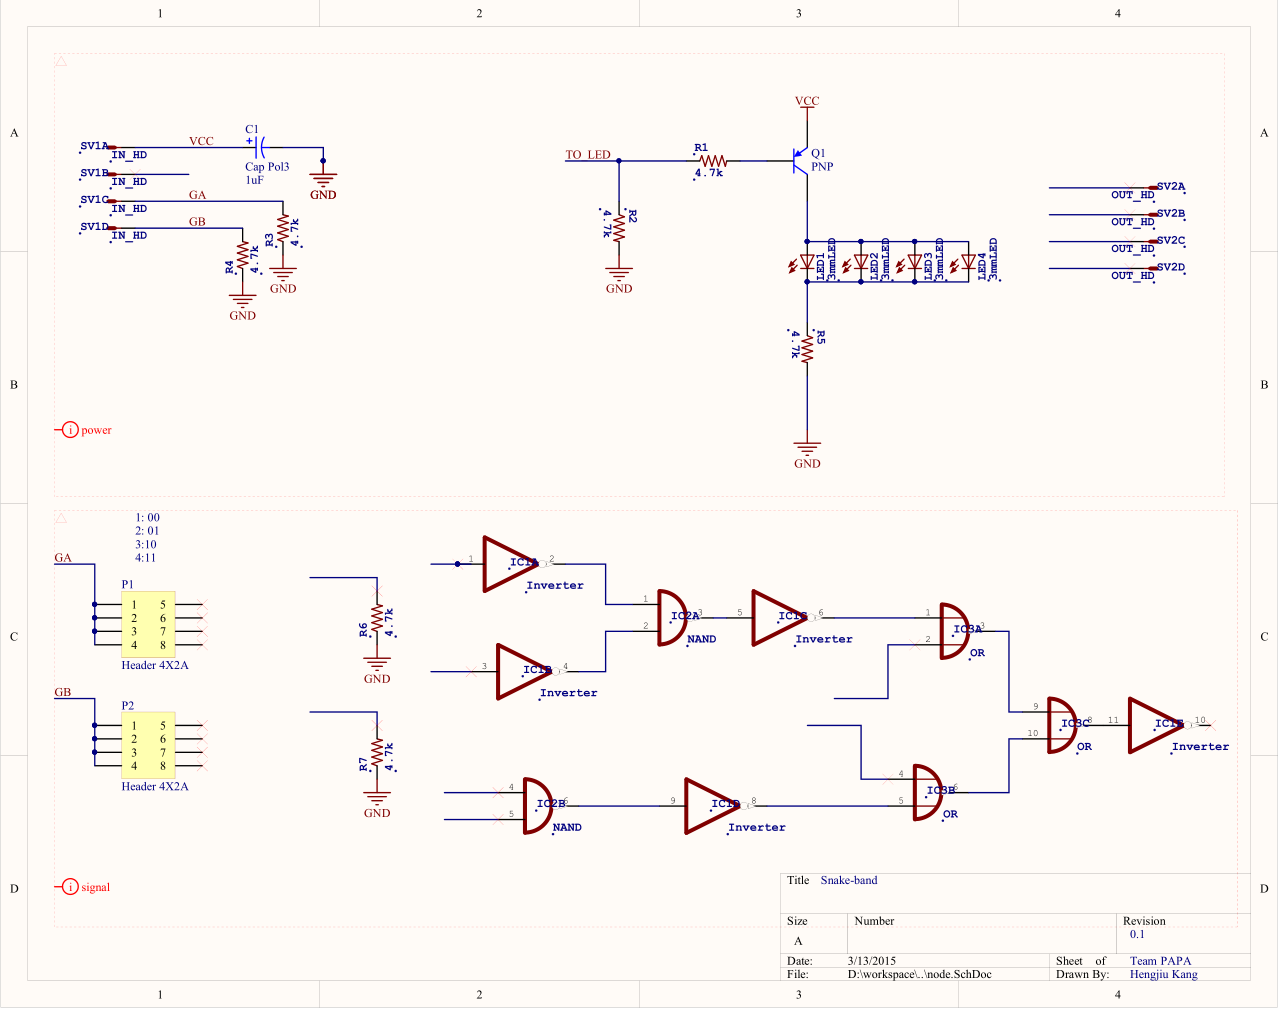 1 2 3 4
A A
B B
C C
D D
1 2 3 4
VCC
C1
+
SV1A
VCC
IN_HD
Cap Pol3
1uF
SV1B
IN_HD
GND
SV1C
GA
IN_HD
SV1D
GB
IN_HD
R3
4.7k
GND
R4
4.7k
GND
TO_LED
R1
4.7k
Q1
PNP
R2
4.7k
GND
LED1
3mmLED
LED2
3mmLED
LED3
3mmLED
LED4
3mmLED
R5
4.7k
GND
SV2A
OUT_HD
SV2B
OUT_HD
SV2C
OUT_HD
SV2D
OUT_HD
i power
1: 00
2: 01
3:10
4:11
GA
P1
1 5
2 6
3 7
4 8
Header 4X2A
GB
P2
1 5
2 6
3 7
4 8
Header 4X2A
R6
4.7k
GND
R7
4.7k
GND
1 IC1A 2
Inverter
3 IC1B 4
Inverter
1
IC2A 3
2
NAND
5 IC1C 6
Inverter
1
IC3A 3
2
OR
4
IC2B 6
5
NAND
9 IC1D 8
Inverter
4
IC3B 6
5
OR
9
IC3C 8
10
OR
11 IC1E 10
Inverter
i signal
Title Snake-band
Size Number Revision
A 0.1
Date: 3/13/2015 Sheet of Team PAPA
File: D:\workspace\..\node.SchDoc Drawn By: Hengjiu Kang